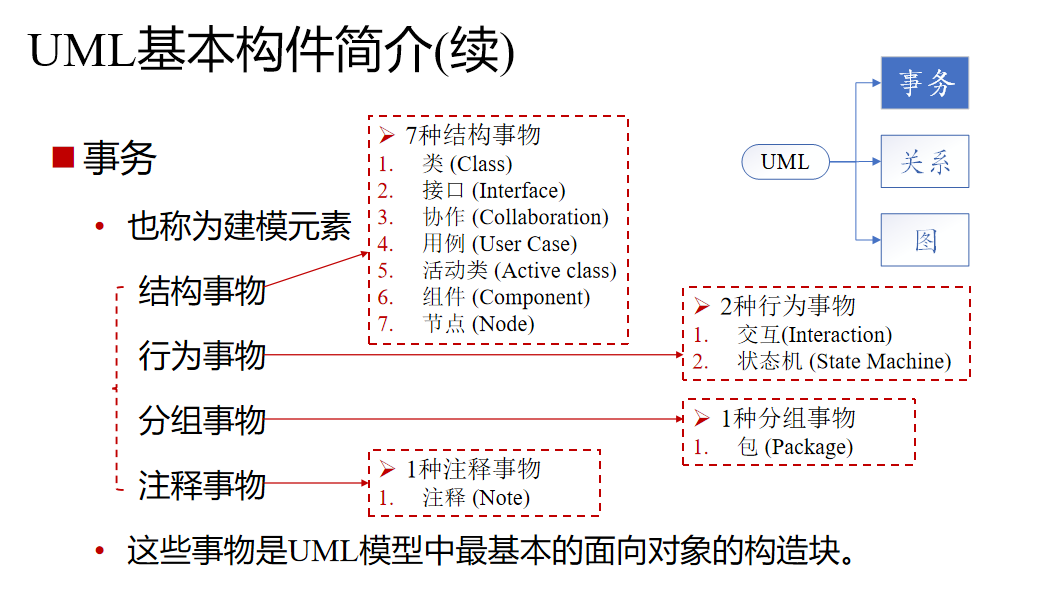 UML基本构件简介(续)
事务
UML
关系
图
■事务
• 也称为建模元素
结构事物
➢ 7种结构事物
1. 类 (Class)
2. 接口 (Interface)
3. 协作 (Collaboration)
4. 用例 (User Case)
5. 活动类 (Active class)
6. 组件 (Component)
7. 节点 (Node)
行为事物
➢ 2种行为事物
1. 交互(Interaction)
2. 状态机 (State Machine)
分组事物
➢ 1种分组事物
1. 包 (Package)
注释事物
➢ 1种注释事物
1. 注释 (Note)
• 这些事物是UML模型中最基本的面向对象的构造块。